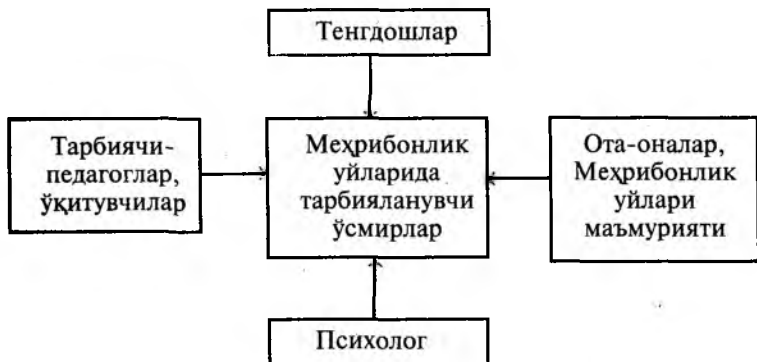 Тенгдошлар
Тарбиячи-
педагоглар,
ўқитувчилар
Меҳрибонлик
уйларида
тарбияланувчи
ўсмирлар
Ота-оналар,
Меҳрибонлик
уйлари
маъмурияти
Психолог